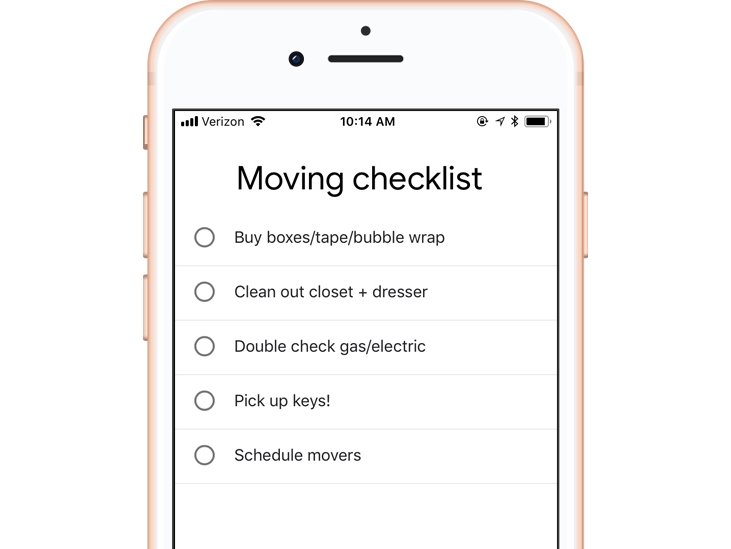 Verizon 10:14 AM
Moving checklist
Buy boxes/tape/bubble wrap
Clean out closet + dresser
Double check gas/electric
Pick up keys!
Schedule movers